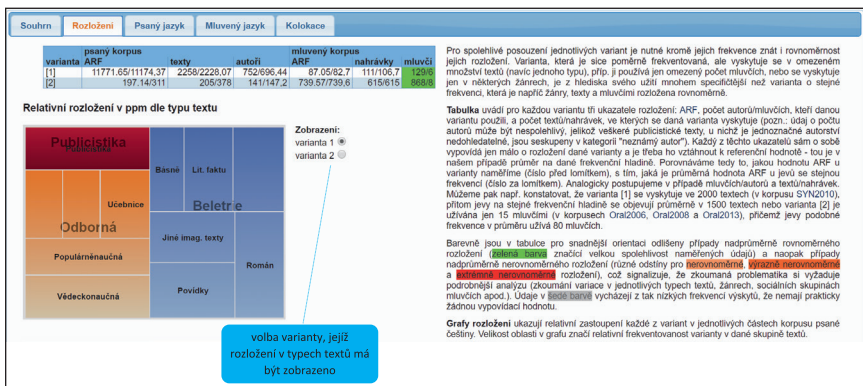 Souhrn Rozložení Psaný jazyk Mluvený jazyk Kolokace
psaný korpus mluvený korpus
varianta ARF texty autoři ARF nahrávky mluvčí
[1] 11771.65/11174,37 2258/2228,07 752/696,44 87.05/82,7 111/106,7 129/6
[2] 197.14/311 205/378 141/147,2 739.57/739,6 615/615 868/8
Relativní rozložení v ppm dle typu textu
Publicistika
Publicistika
Učebnice
Odborná
Populárněnaučná
Vědeckonaučná
Básně
Lit. faktu
Beletrie
Jiné imag. texty
Román
Povídky
Zobrazení:
varianta 1
varianta 2
volba varianty, jejíž
rozložení v typech textů má
být zobrazeno
Pro spolehlivé posouzení jednotlivých variant je nutné kromě jejich frekvence znát i rovnoměrnost
jejich rozložení. Varianta, která je sice poměrně frekventovaná, ale vyskytuje se v omezeném
množství textů (navíc jednoho typu), příp. ji používá jen omezený počet mluvčích, nebo se vyskytuje
jen v některých žánrech, je z hlediska svého užití mnohem specifičtější než varianta o stejné
frekvenci, která je napříč žánry, texty a mluvčími rozložena rovnoměrně.
Tabulka uvádí pro každou variantu tři ukazatele rozložení: ARF, počet autorů/mluvčích, kteří danou
variantu použili, a počet textů/nahrávek, ve kterých se daná varianta vyskytuje (pozn.: údaj o počtu
autorů může být nespolehlivý, jelikož veškeré publicistické texty, u nichž je jednoznačné autorství
nedohledatelné, jsou seskupeny v kategorii "neznámý autor"). Každý z těchto ukazatelů sám o sobě
vypovídá jen málo o rozložení dané varianty a je třeba ho vztáhnout k referenční hodnotě - tou je v
našem případě průměr na dané frekvenční hladině. Porovnáváme tedy to, jakou hodnotu ARF u
varianty naměříme (číslo před lomítkem), s tím, jaká je průměrná hodnota ARF u jevů se stejnou
frekvencí (číslo za lomítkem). Analogicky postupujeme v případě mluvčích/autorů a textů/nahrávek.
Můžeme pak např. konstatovat, že varianta [1] se vyskytuje ve 2000 textech (v korpusu SYN2010),
přitom jevy na stejné frekvenční hladině se objevují průměrně v 1500 textech nebo varianta [2] je
užívána jen 15 mluvčími (v korpusech Oral2006, Oral2008 a Oral2013), přičemž jevy podobné
frekvence v průměru užívá 80 mluvčích.
Barevně jsou v tabulce pro snadnější orientaci odlišeny případy nadprůměrně rovnoměrného
rozložení (zelená barva značící velkou spolehlivost naměřených údajů) a naopak případy
nadprůměrně nerovnoměrného rozložení (různé odstíny pro nerovnoměrné, výrazně nerovnoměrné
a extrémně nerovnoměrné rozložení), což signalizuje, že zkoumaná problematika si vyžaduje
podrobnější analýzu (zkoumání variace v jednotlivých typech textů, žánrech, sociálních skupinách
mluvčích apod.). Údaje v šedé barvě vycházejí z tak nízkých frekvencí výskytů, že nemají prakticky
žádnou vypovídací hodnotu.
Grafy rozložení ukazují relativní zastoupení každé z variant v jednotlivých částech korpusu psané
češtiny. Velikost oblasti v grafu značí relativní frekventovanost varianty v dané skupině textů.